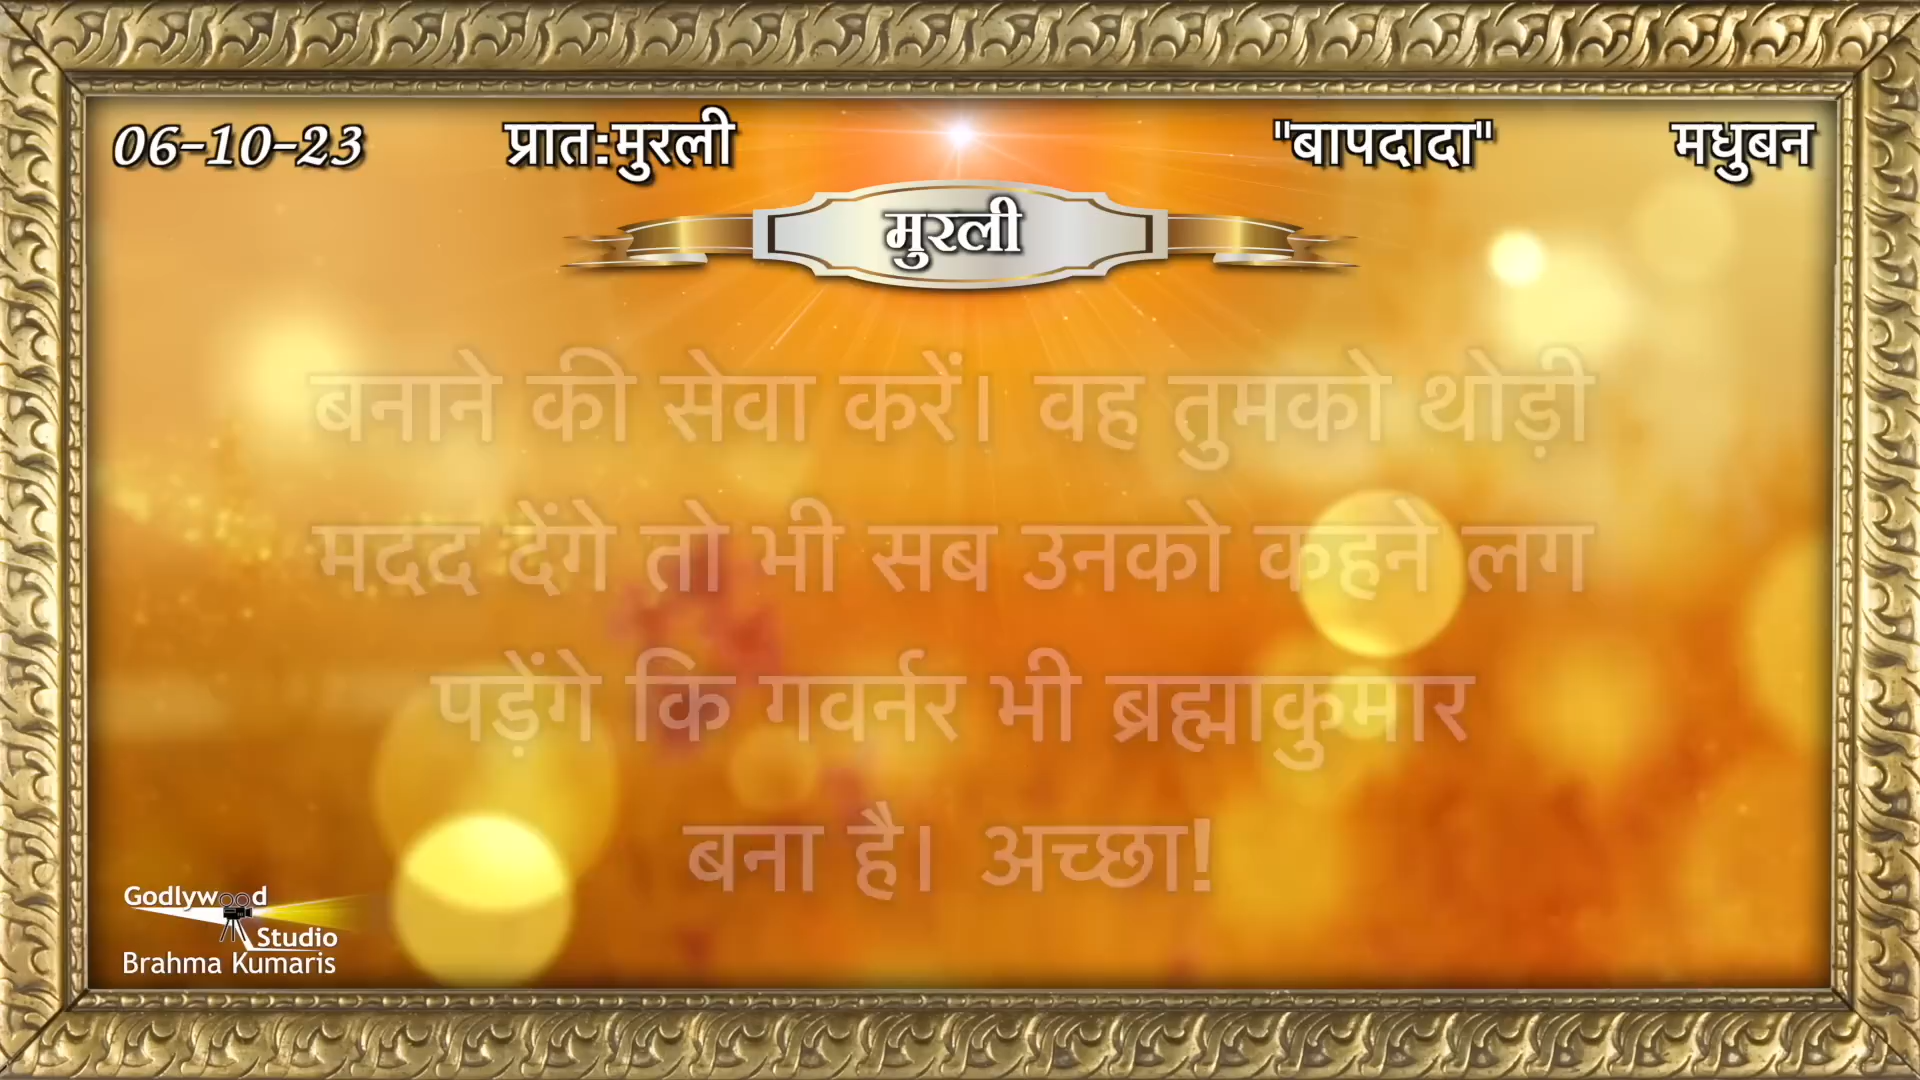 06-10-23 प्रात:मुरली "बापदादा" मधुबन
मुरली
बनाने की सेवा करें। वह तुमको थोड़ी
मदद देंगे तो भी सब उनको कहने लग
पड़ेंगे कि गवर्नर भी ब्रह्माकुमार
बना है। अच्छा!
Godlywood
Studio
Brahma Kumaris